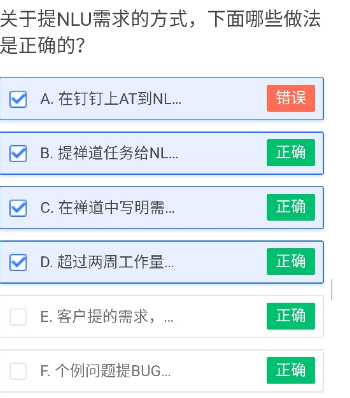 关于提NLU需求的方式，下面哪些做法
是正确的？
A. 在钉钉上AT到NL... 错误
B. 提禅道任务给NL... 正确
C. 在禅道中写明需... 正确
D. 超过两周工作量... 正确
E. 客户提的需求，... 正确
F. 个例问题提BUG... 正确